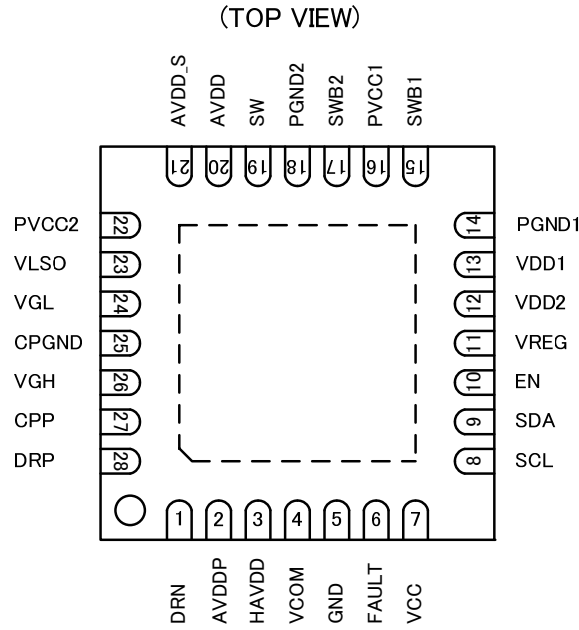 (TOP VIEW)
AVDD_S
AVDD
SW
PGND2
SWB2
PVCC1
SWB1
21
20
19
18
17
16
15
PVCC2
22
14
PGND1
VLSO
23
13
VDD1
VGL
24
12
VDD2
CPGND
25
11
VREG
VGH
26
10
EN
CPP
27
9
SDA
DRP
28
8
SCL
1
2
3
4
5
6
7
DRN
AVDDP
HAVDD
VCOM
GND
FAULT
VCC